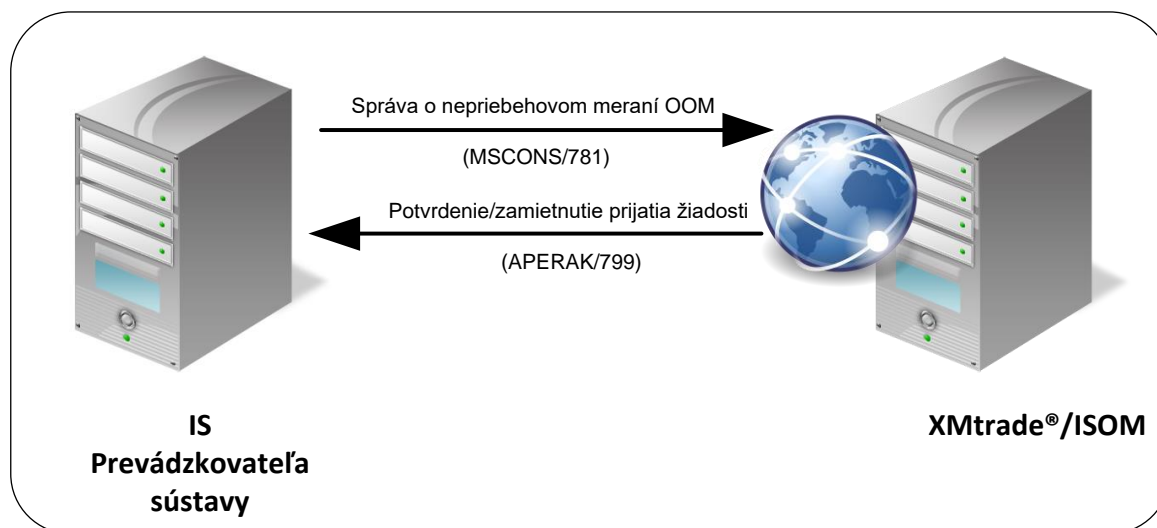 Správa o nepriebehovom meraní OOM
(MSCONS/781)
Potvrdenie/zamietnutie prijatia žiadosti
(APERAK/799)
IS
Prevádzkovateľa
sústavy
XMtrade®/ISOM